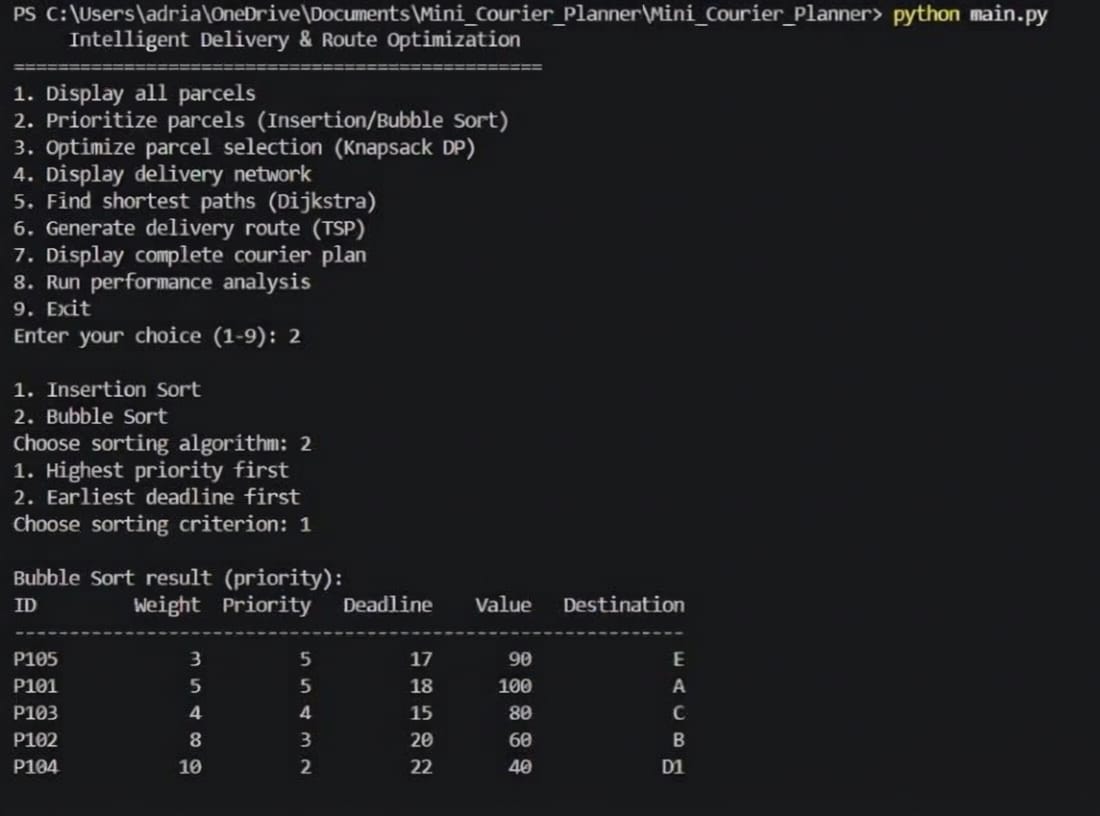 PS C:\Users\adria\OneDrive\Documents\Mini_Courier_Planner\Mini_Courier_Planner> python main.py
Intelligent Delivery & Route Optimization
================================================
1. Display all parcels
2. Prioritize parcels (Insertion/Bubble Sort)
3. Optimize parcel selection (Knapsack DP)
4. Display delivery network
5. Find shortest paths (Dijkstra)
6. Generate delivery route (TSP)
7. Display complete courier plan
8. Run performance analysis
9. Exit
Enter your choice (1-9): 2
1. Insertion Sort
2. Bubble Sort
Choose sorting algorithm: 2
1. Highest priority first
2. Earliest deadline first
Choose sorting criterion: 1
Bubble Sort result (priority):
ID Weight Priority Deadline Value Destination
-------------------------------------------------------------
P105 3 5 17 90 E
P101 5 5 18 100 A
P103 4 4 15 80 C
P102 8 3 20 60 B
P104 10 2 22 40 D1